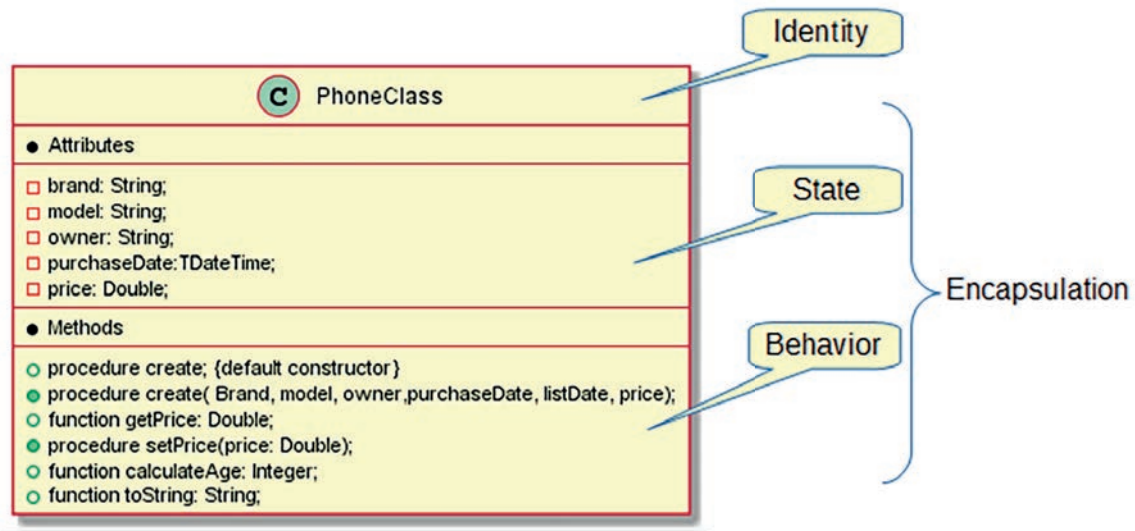 Identity
C PhoneClass
● Attributes
brand: String;
model: String;
owner: String;
purchaseDate:TDateTime;
price: Double;
State
● Methods
procedure create; {default constructor}
procedure create( Brand, model, owner,purchaseDate, listDate, price);
function getPrice: Double;
procedure setPrice(price: Double);
function calculateAge: Integer;
function toString: String;
Behavior
Encapsulation